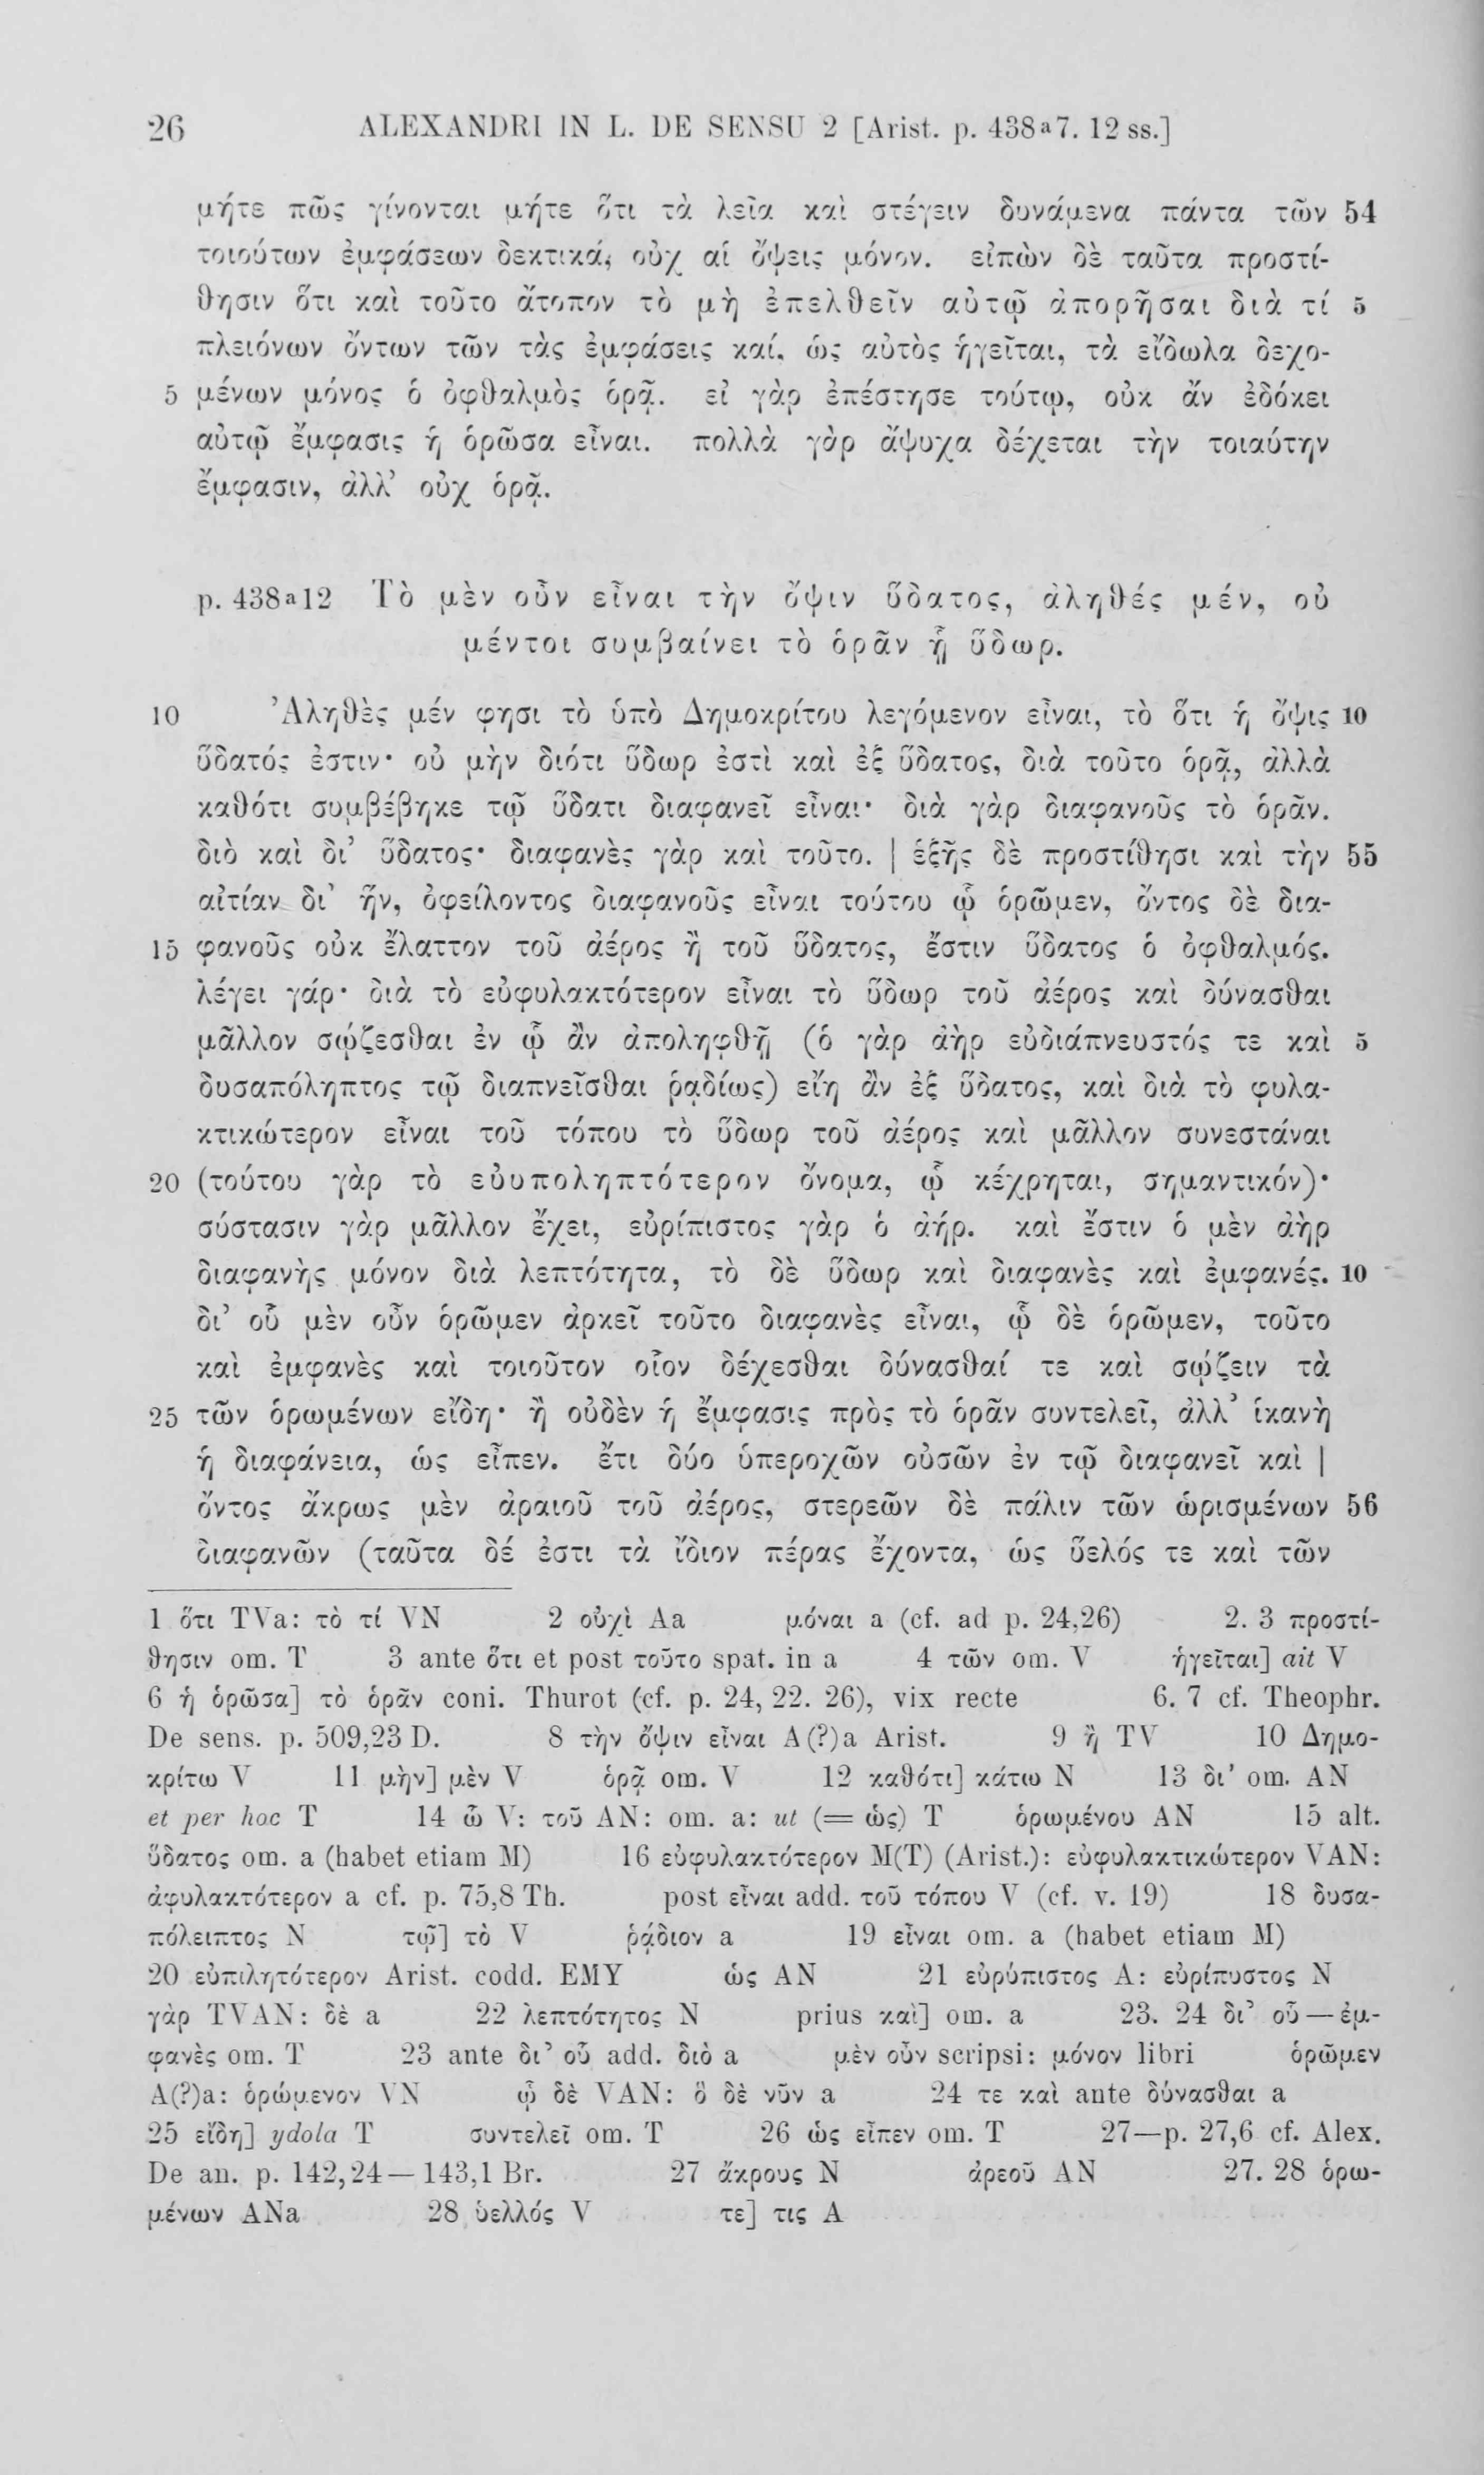 26 ALEXANDRI IN L. DE SENSU 2 [Arist. p. 438ᵃ7. 12 ss.]
μήτε πῶς γίνονται μήτε ὅτι τὰ λεῖα καὶ στέγειν δυνάμενα πάντα τῶν 54
τοιούτων ἐμφάσεων δεκτικά, οὐχ αἱ ὄψεις μόνον. εἰπὼν δὲ ταῦτα προστί-
θησιν ὅτι καὶ τοῦτο ἄτοπον τὸ μὴ ἐπελθεῖν αὐτῷ ἀπορῆσαι διὰ τί 5
πλειόνων ὄντων τῶν τὰς ἐμφάσεις καί, ὡς αὐτὸς ἡγεῖται, τὰ εἴδωλα δεχο-
5 μένων μόνος ὁ ὀφθαλμὸς ὁρᾷ. εἰ γὰρ ἐπέστησε τούτῳ, οὐκ ἄν ἐδόκει
αὐτῷ ἔμφασις ἡ ὁρῶσα εἶναι. πολλὰ γὰρ ἄψυχα δέχεται τὴν τοιαύτην
ἔμφασιν, ἀλλ᾽ οὐχ ὁρᾷ.
p. 438ᵃ12 Τὸ μὲν οὖν εἶναι τὴν ὄψιν ὕδατος, ἀληθές μέν, οὐ
μέντοι συμβαίνει τὸ ὁρᾶν ᾗ ὕδωρ.
10 Ἀληθὲς μέν φησι τὸ ὑπὸ Δημοκρίτου λεγόμενον εἶναι, τὸ ὅτι ἡ ὄψις 10
ὕδατός ἐστιν· οὐ μὴν διότι ὕδωρ ἐστὶ καὶ ἐξ ὕδατος, διὰ τοῦτο ὁρᾷ, ἀλλὰ
καθότι συμβέβηκε τῷ ὕδατι διαφανεῖ εἶναι· διὰ γὰρ διαφανοῦς τὸ ὁρᾶν.
διὸ καὶ δι᾽ ὕδατος· διαφανὲς γὰρ καὶ τοῦτο. | ἑξῆς δὲ προστίθησι καὶ τὴν 55
αἰτίαν δι᾽ ἥν, ὀφείλοντος διαφανοῦς εἶναι τούτου ᾧ ὁρῶμεν, ὄντος δὲ δια-
15 φανοῦς οὐκ ἔλαττον τοῦ ἀέρος ἢ τοῦ ὕδατος, ἔστιν ὕδατος ὁ ὀφθαλμός.
λέγει γάρ· διὰ τὸ εὐφυλακτότερον εἶναι τὸ ὕδωρ τοῦ ἀέρος καὶ δύνασθαι
μᾶλλον σῴζεσθαι ἐν ᾧ ἂν ἀποληφθῇ (ὁ γὰρ ἀὴρ εὐδιάπνευστός τε καὶ 5
δυσαπόληπτος τῷ διαπνεῖσθαι ῥᾳδίως) εἴη ἂν ἐξ ὕδατος, καὶ διὰ τὸ φυλα-
κτικώτερον εἶναι τοῦ τόπου τὸ ὕδωρ τοῦ ἀέρος καὶ μᾶλλον συνεστάναι
20 (τούτου γὰρ τὸ εὐυποληπτότερον ὄνομα, ᾧ κέχρηται, σημαντικόν)·
σύστασιν γὰρ μᾶλλον ἔχει, εὐρίπιστος γὰρ ὁ ἀήρ. καὶ ἔστιν ὁ μὲν ἀὴρ
διαφανὴς μόνον διὰ λεπτότητα, τὸ δὲ ὕδωρ καὶ διαφανὲς καὶ ἐμφανές. 10
δι᾽ οὗ μὲν οὖν ὁρῶμεν ἀρκεῖ τοῦτο διαφανὲς εἶναι, ᾧ δὲ ὁρῶμεν, τοῦτο
καὶ ἐμφανὲς καὶ τοιοῦτον οἷον δέχεσθαι δύνασθαί τε καὶ σῴζειν τὰ
25 τῶν ὁρωμένων εἴδη· ἢ οὐδὲν ἡ ἔμφασις πρὸς τὸ ὁρᾶν συντελεῖ, ἀλλ᾽ ἱκανὴ
ἡ διαφάνεια, ὡς εἶπεν. ἔτι δύο ὑπεροχῶν οὐσῶν ἐν τῷ διαφανεῖ καὶ |
ὄντος ἄκρως μὲν ἀραιοῦ τοῦ ἀέρος, στερεῶν δὲ πάλιν τῶν ὡρισμένων 56
διαφανῶν (ταῦτα δέ ἐστι τὰ ἴδιον πέρας ἔχοντα, ὡς ὕελός τε καὶ τῶν
1 ὅτι TVa: τὸ τί VN 2 οὐχὶ Aa μόναι a (cf. ad p. 24,26) 2. 3 προστί-
θησιν om. T 3 ante ὅτι et post τοῦτο spat. in a 4 τῶν om. V ἡγεῖται] ait V
6 ἡ ὁρῶσα] τὸ ὁρᾶν coni. Thurot (cf. p. 24, 22. 26), vix recte 6. 7 cf. Theophr.
De sens. p. 509,23 D. 8 τὴν ὄψιν εἶναι A(?)a Arist. 9 ἢ TV 10 Δημο-
κρίτω V 11 μὴν] μὲν V ὁρᾷ om. V 12 καθότι] κάτω N 13 δι᾽ om. AN
et per hoc T 14 ὦ V: τοῦ AN: om. a: ut (= ὡς) T ὁρωμένου AN 15 alt.
ὕδατος om. a (habet etiam M) 16 εὐφυλακτότερον M(T) (Arist.): εὐφυλακτικώτερον VAN:
ἀφυλακτότερον a cf. p. 75,8 Th. post εἶναι add. τοῦ τόπου V (cf. v. 19) 18 δυσα-
πόλειπτος N τῷ] τὸ V ῥᾴδιον a 19 εἶναι om. a (habet etiam M)
20 εὐπιλητότερον Arist. codd. EMY ὡς AN 21 εὐρύπιστος A: εὐρίπυστος N
γὰρ TVAN: δὲ a 22 λεπτότητος N prius καὶ] om. a 23. 24 δι᾽ οὗ — ἐμ-
φανὲς om. T 23 ante δι᾽ οὗ add. διὸ a μὲν οὖν scripsi: μόνον libri ὁρῶμεν
A(?)a: ὁρώμενον VN ᾧ δὲ VAN: ὃ δὲ νῦν a 24 τε καὶ ante δύνασθαι a
25 εἴδη] ydola T συντελεῖ om. T 26 ὡς εἶπεν om. T 27—p. 27,6 cf. Alex.
De an. p. 142,24 — 143,1 Br. 27 ἄκρους N ἀρεοῦ AN 27. 28 ὁρω-
μένων ANa 28 ὑελλός V τε] τις A